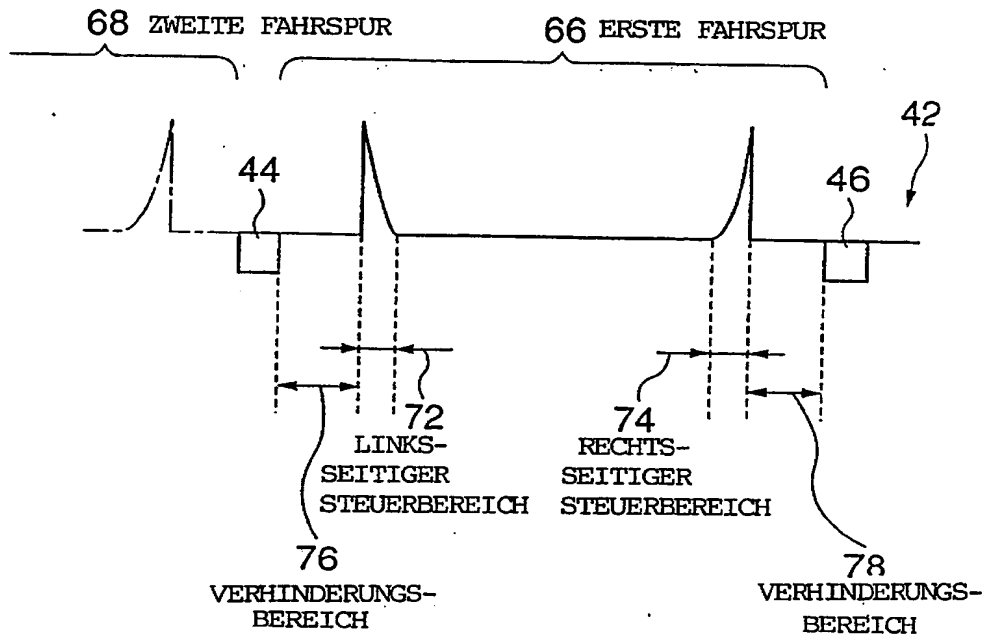 68 ZWEITE FAHRSPUR
66 ERSTE FAHRSPUR
42
44
46
72
LINKS-
SEITIGER
STEUERBEREICH
74
RECHTS-
SEITIGER
STEUERBEREICH
76
VERHINDERUNGS-
BEREICH
78
VERHINDERUNGS-
BEREICH